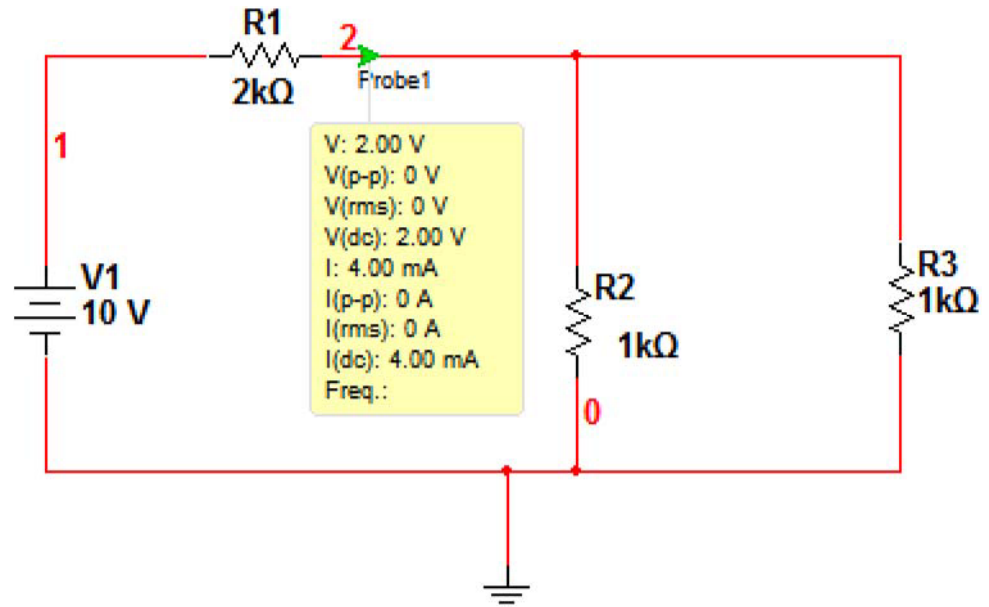 R1
2
Probe1
2kΩ
1
V: 2.00 V
V(p-p): 0 V
V(rms): 0 V
V(dc): 2.00 V
I: 4.00 mA
I(p-p): 0 A
I(rms): 0 A
I(dc): 4.00 mA
Freq.:
V1
10 V
R2
1kΩ
R3
1kΩ
0